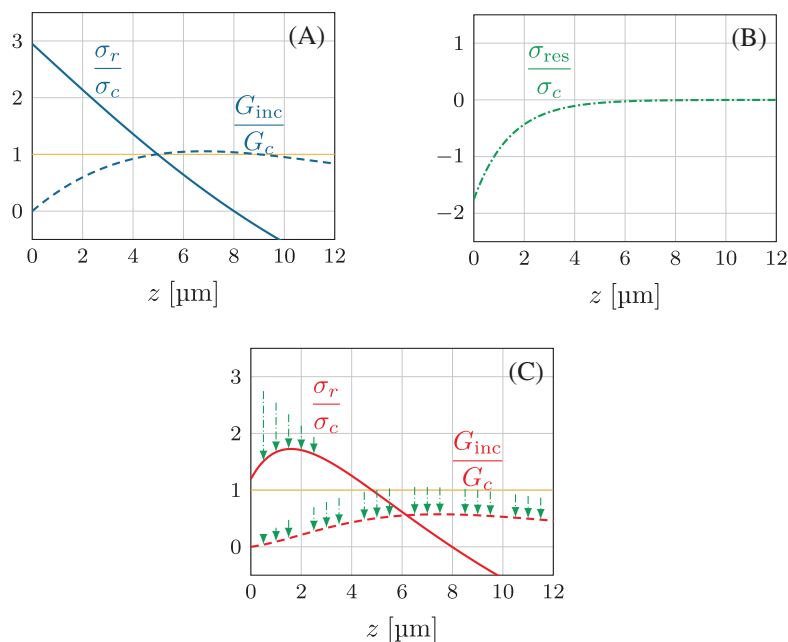 (A)
σ_r/σ_c
G_inc/G_c
3
2
1
0
0 2 4 6 8 10 12
z [µm]
(B)
σ_res/σ_c
1
0
−1
−2
0 2 4 6 8 10 12
z [µm]
(C)
σ_r/σ_c
G_inc/G_c
3
2
1
0
0 2 4 6 8 10 12
z [µm]